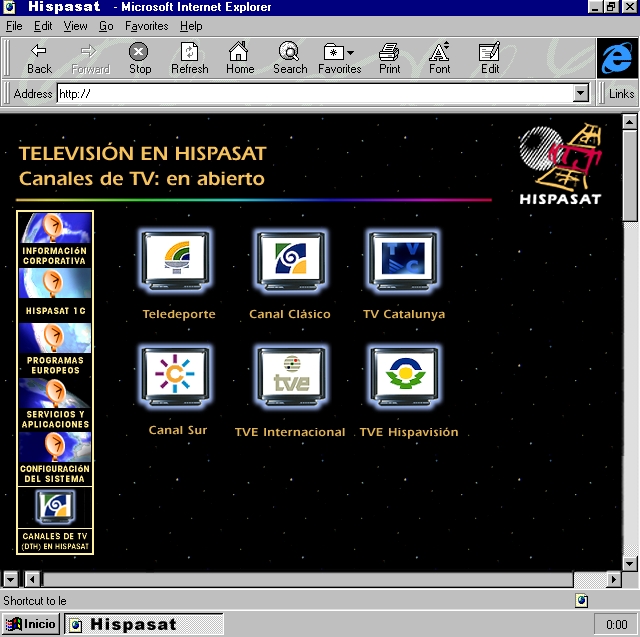 Hispasat - Microsoft Internet Explorer
File Edit View Go Favorites Help
Back Forward Stop Refresh Home Search Favorites Print Font Edit
Address http:// Links
TELEVISIÓN EN HISPASAT
Canales de TV: en abierto
HISPASAT
INFORMACIóN
CORPORATIVA
HISPASAT 1C
PROGRAMAS
EUROPEOS
SERVICIOS Y
APLICACIONES
CONFIGURACIóN
DEL SISTEMA
CANALES DE TV
(DTH) EN HISPASAT
Teledeporte Canal Clásico TV Catalunya
tve
Canal Sur TVE Internacional TVE Hispavisión
Shortcut to le
Inicio Hispasat 0:00